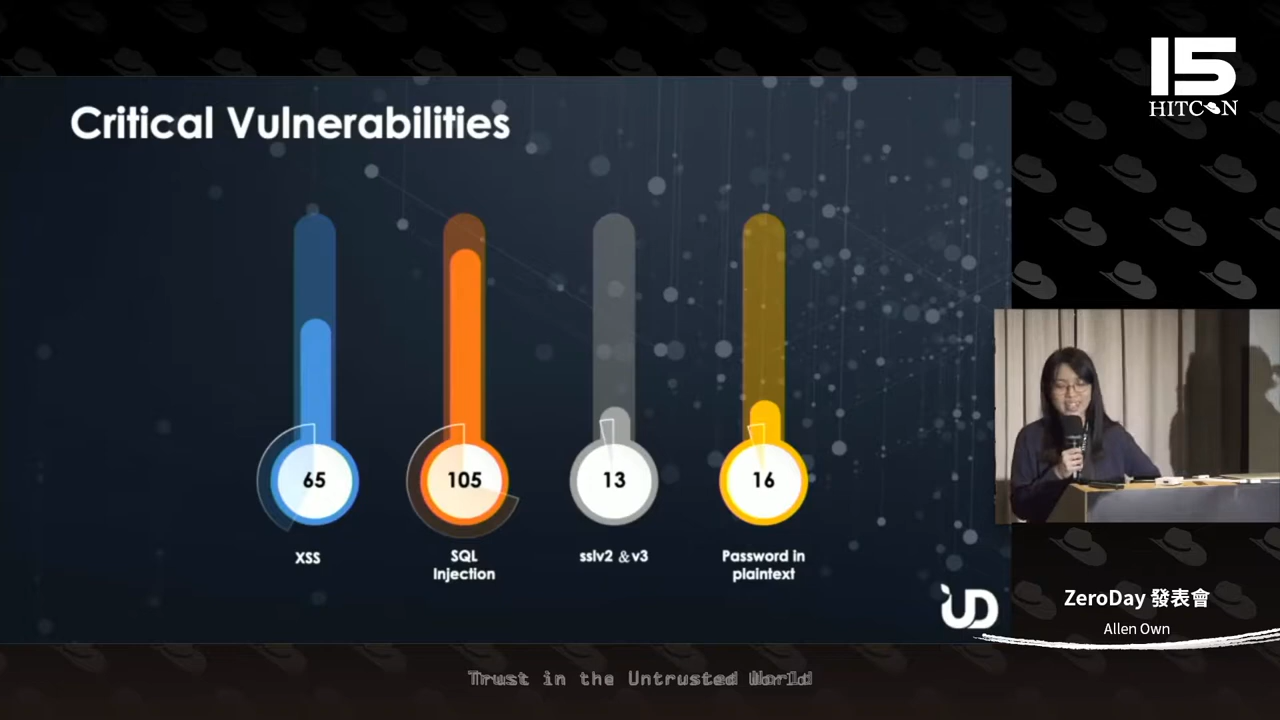 15
HITCON
Critical Vulnerabilities
65
105
13
16
XSS
SQL
Injection
sslv2 & v3
Password in
plaintext
UD
ZeroDay 發表會
Allen Own
Trust in the Untrusted World